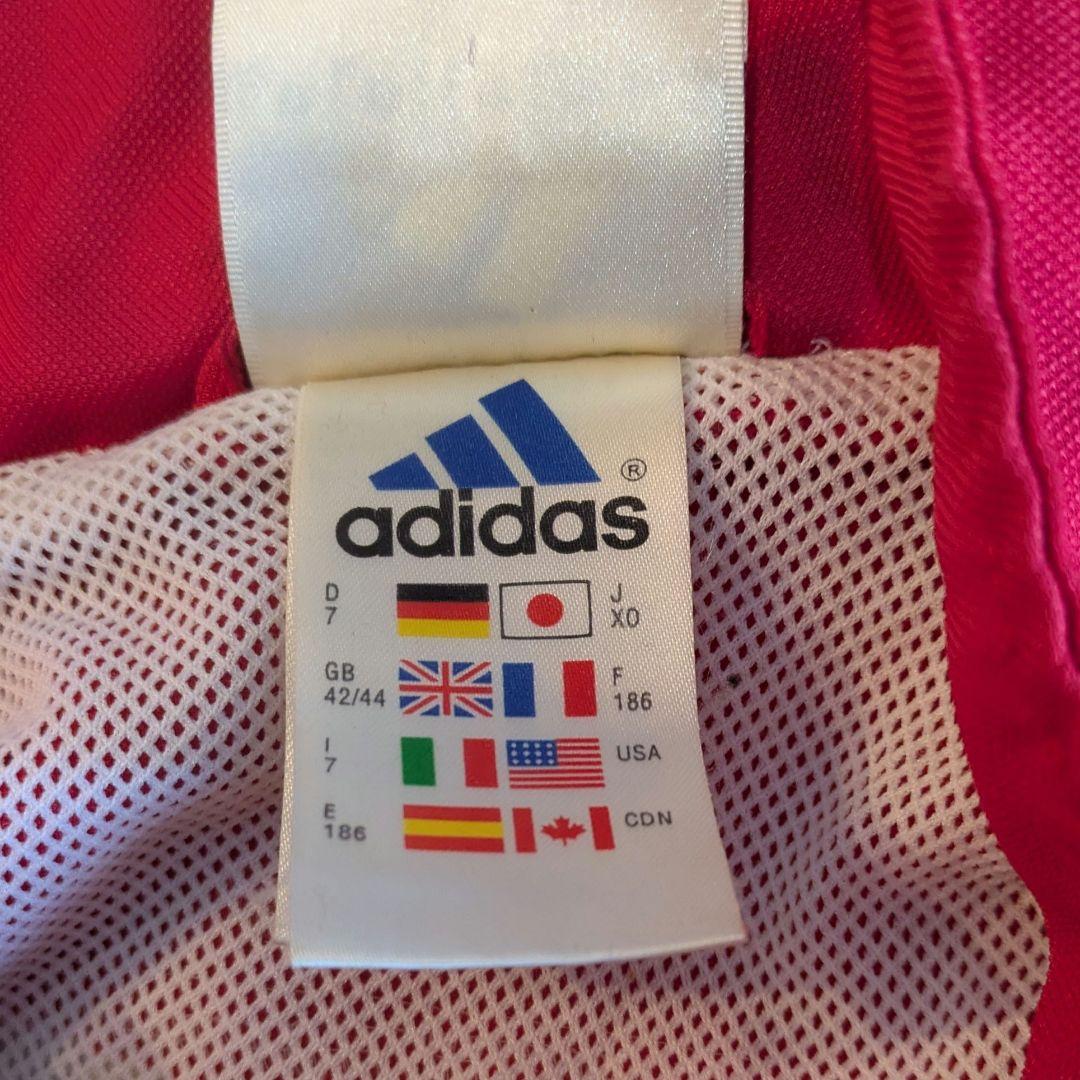 adidas ®
D J
7 XO
GB F
42/44 186
I USA
7
E CDN
186